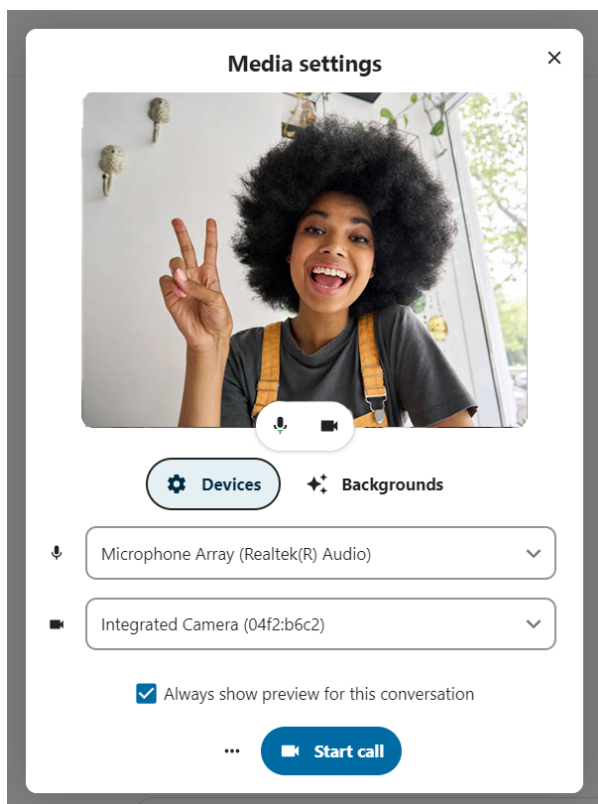 Media settings
Devices
Backgrounds
Microphone Array (Realtek(R) Audio)
Integrated Camera (04f2:b6c2)
Always show preview for this conversation
Start call